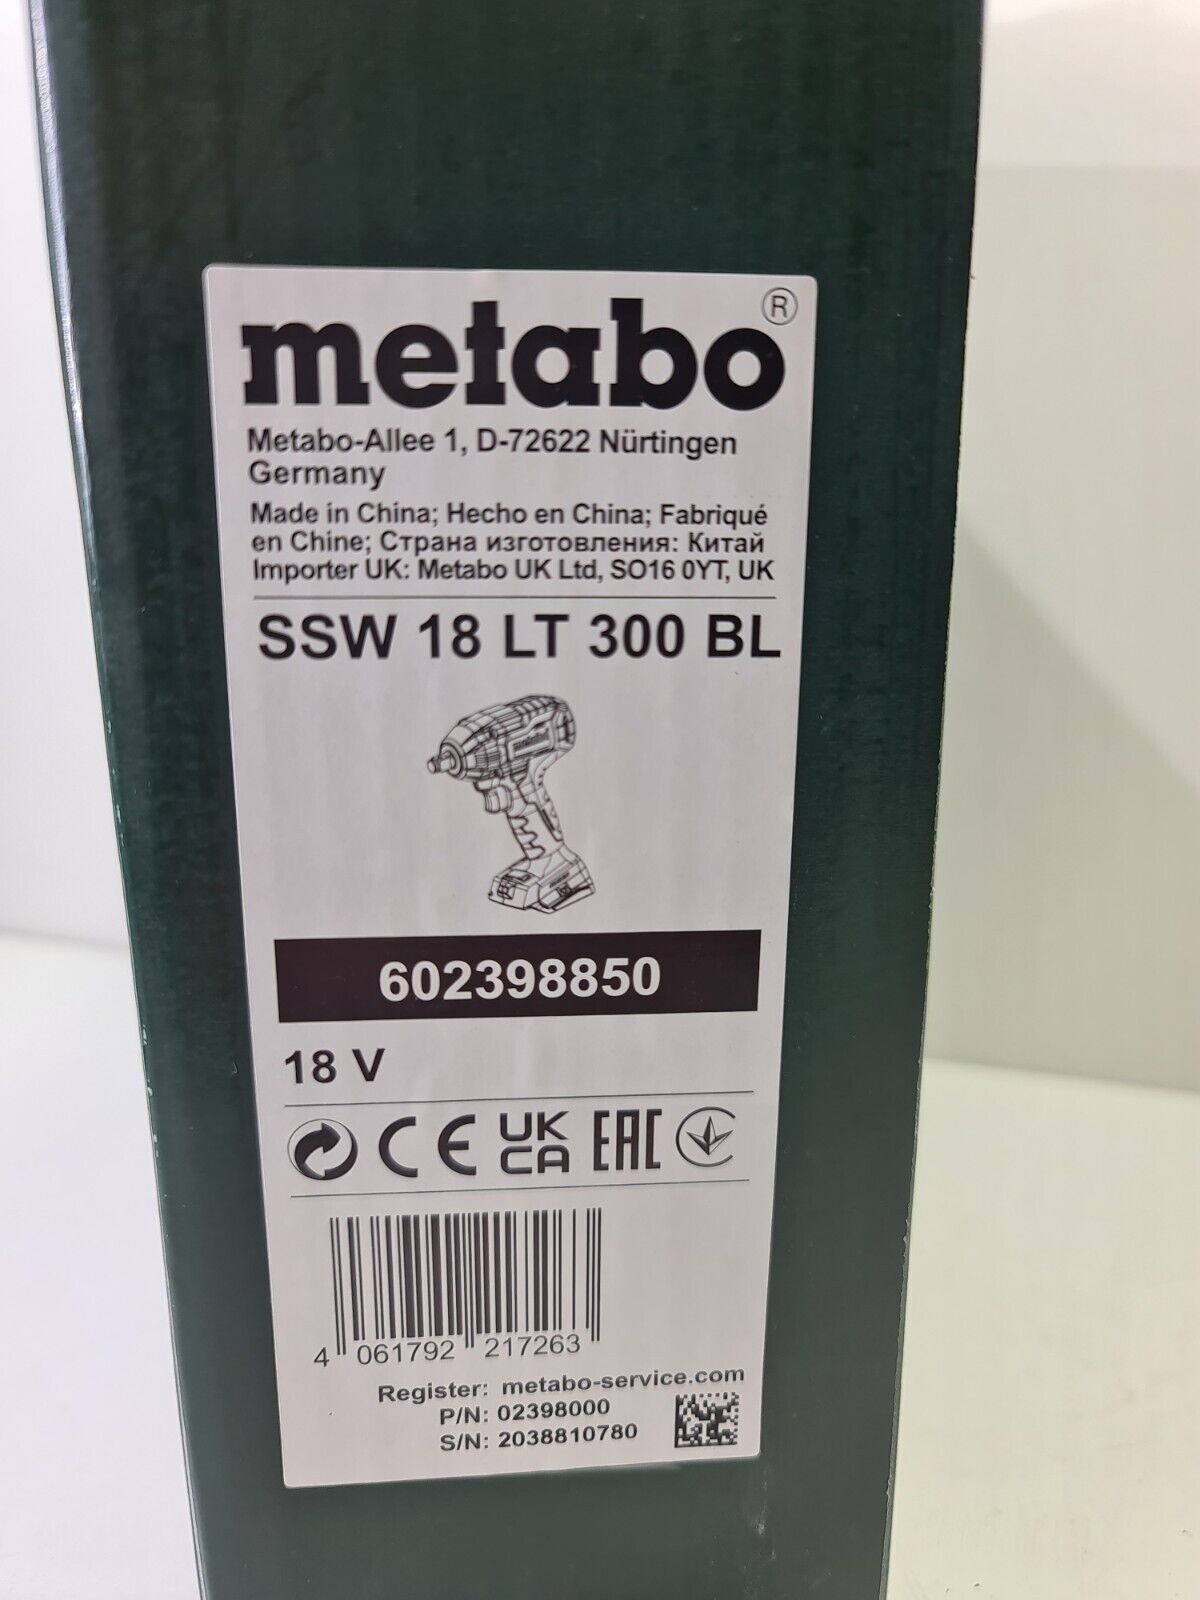 metabo®
Metabo-Allee 1, D-72622 Nürtingen
Germany
Made in China; Hecho en China; Fabriqué
en Chine; Страна изготовления: Китай
Importer UK: Metabo UK Ltd, SO16 0YT, UK
SSW 18 LT 300 BL
metabo
602398850
18 V
CE UK CA EAC
4 061792 217263
Register: metabo-service.com
P/N: 02398000
S/N: 2038810780